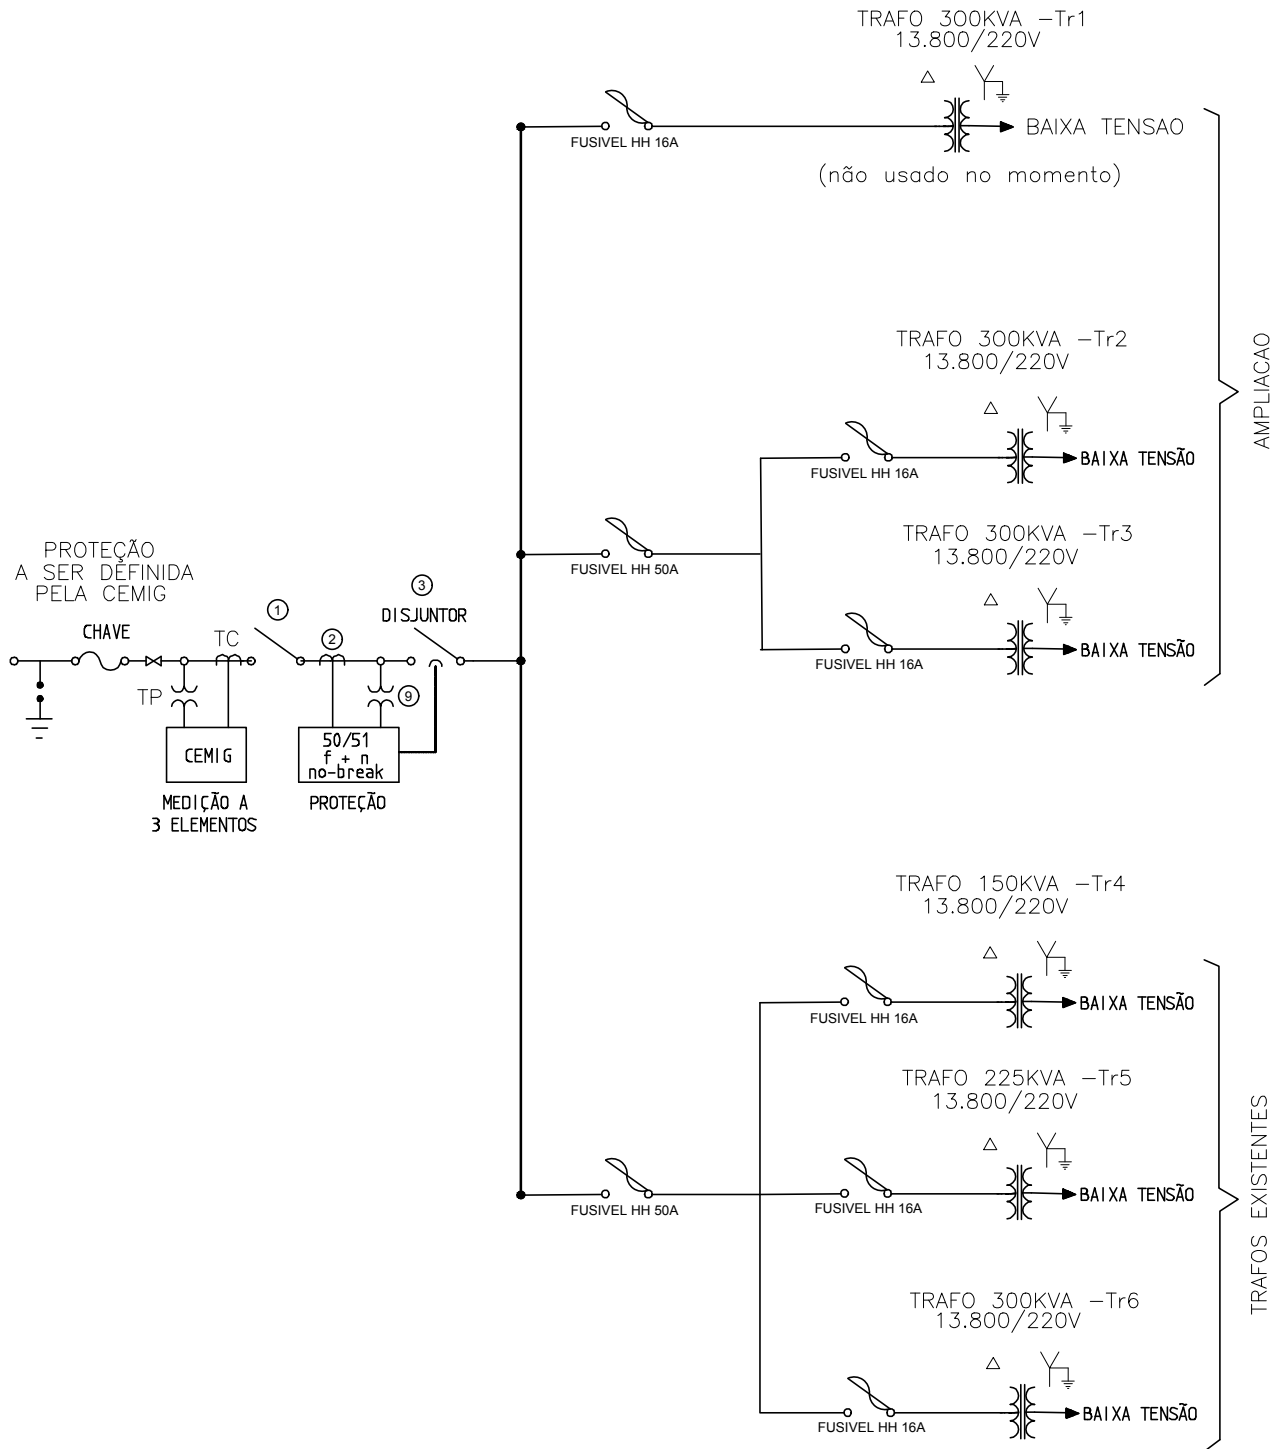 TRAFO 300KVA -Tr1
13.800/220V
FUSIVEL HH 16A
BAIXA TENSAO
(não usado no momento)
TRAFO 300KVA -Tr2
13.800/220V
FUSIVEL HH 16A
BAIXA TENSÃO
AMPLIACAO
TRAFO 300KVA -Tr3
13.800/220V
FUSIVEL HH 50A
FUSIVEL HH 16A
BAIXA TENSÃO
PROTEÇÃO
A SER DEFINIDA
PELA CEMIG
CHAVE
TC
1
2
3
DISJUNTOR
TP
9
CEMIG
50/51
f + n
no-break
MEDIÇÃO A
3 ELEMENTOS
PROTEÇÃO
TRAFO 150KVA -Tr4
13.800/220V
FUSIVEL HH 16A
BAIXA TENSÃO
TRAFO 225KVA -Tr5
13.800/220V
FUSIVEL HH 50A
FUSIVEL HH 16A
BAIXA TENSÃO
TRAFOS EXISTENTES
TRAFO 300KVA -Tr6
13.800/220V
FUSIVEL HH 16A
BAIXA TENSÃO